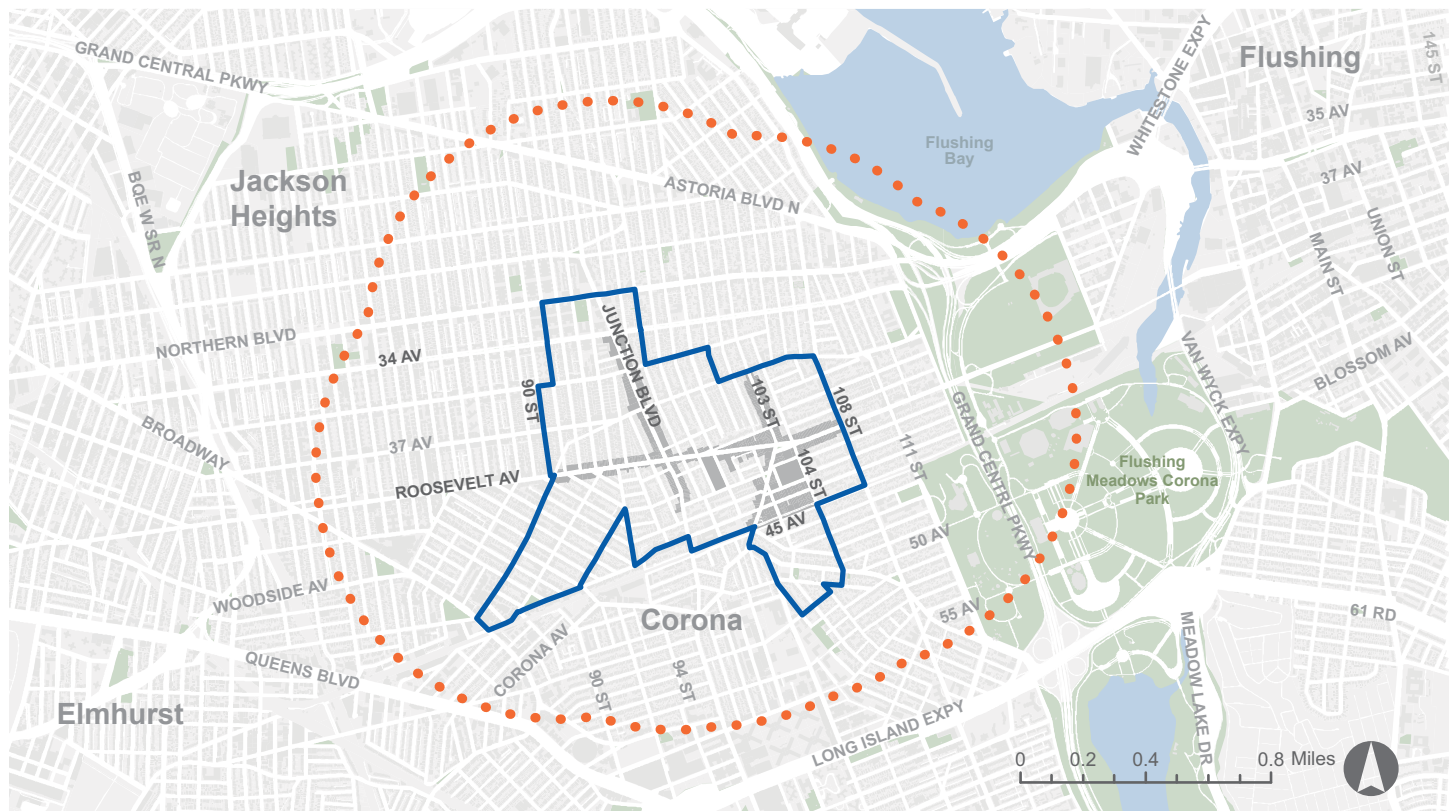 GRAND CENTRAL PKWY
WHITESTONE EXPY
Flushing
145 ST
35 AV
Flushing
Bay
37 AV
BQE W SR N
Jackson
Heights
ASTORIA BLVD N
UNION ST
MAIN ST
NORTHERN BLVD
34 AV
JUNCTION BLVD
VAN WYCK EXPY
BLOSSOM AV
90 ST
103 ST
108 ST
GRAND CENTRL PKWY
BROADWAY
37 AV
111 ST
104 ST
Flushing
Meadows Corona
Park
ROOSEVELT AV
45 AV
50 AV
WOODSIDE AV
Corona
55 AV
61 RD
MEADOW LAKE DR
QUEENS BLVD
CORONA AV
90 ST
94 ST
Elmhurst
LONG ISLAND EXPY
0 0.2 0.4 0.8 Miles